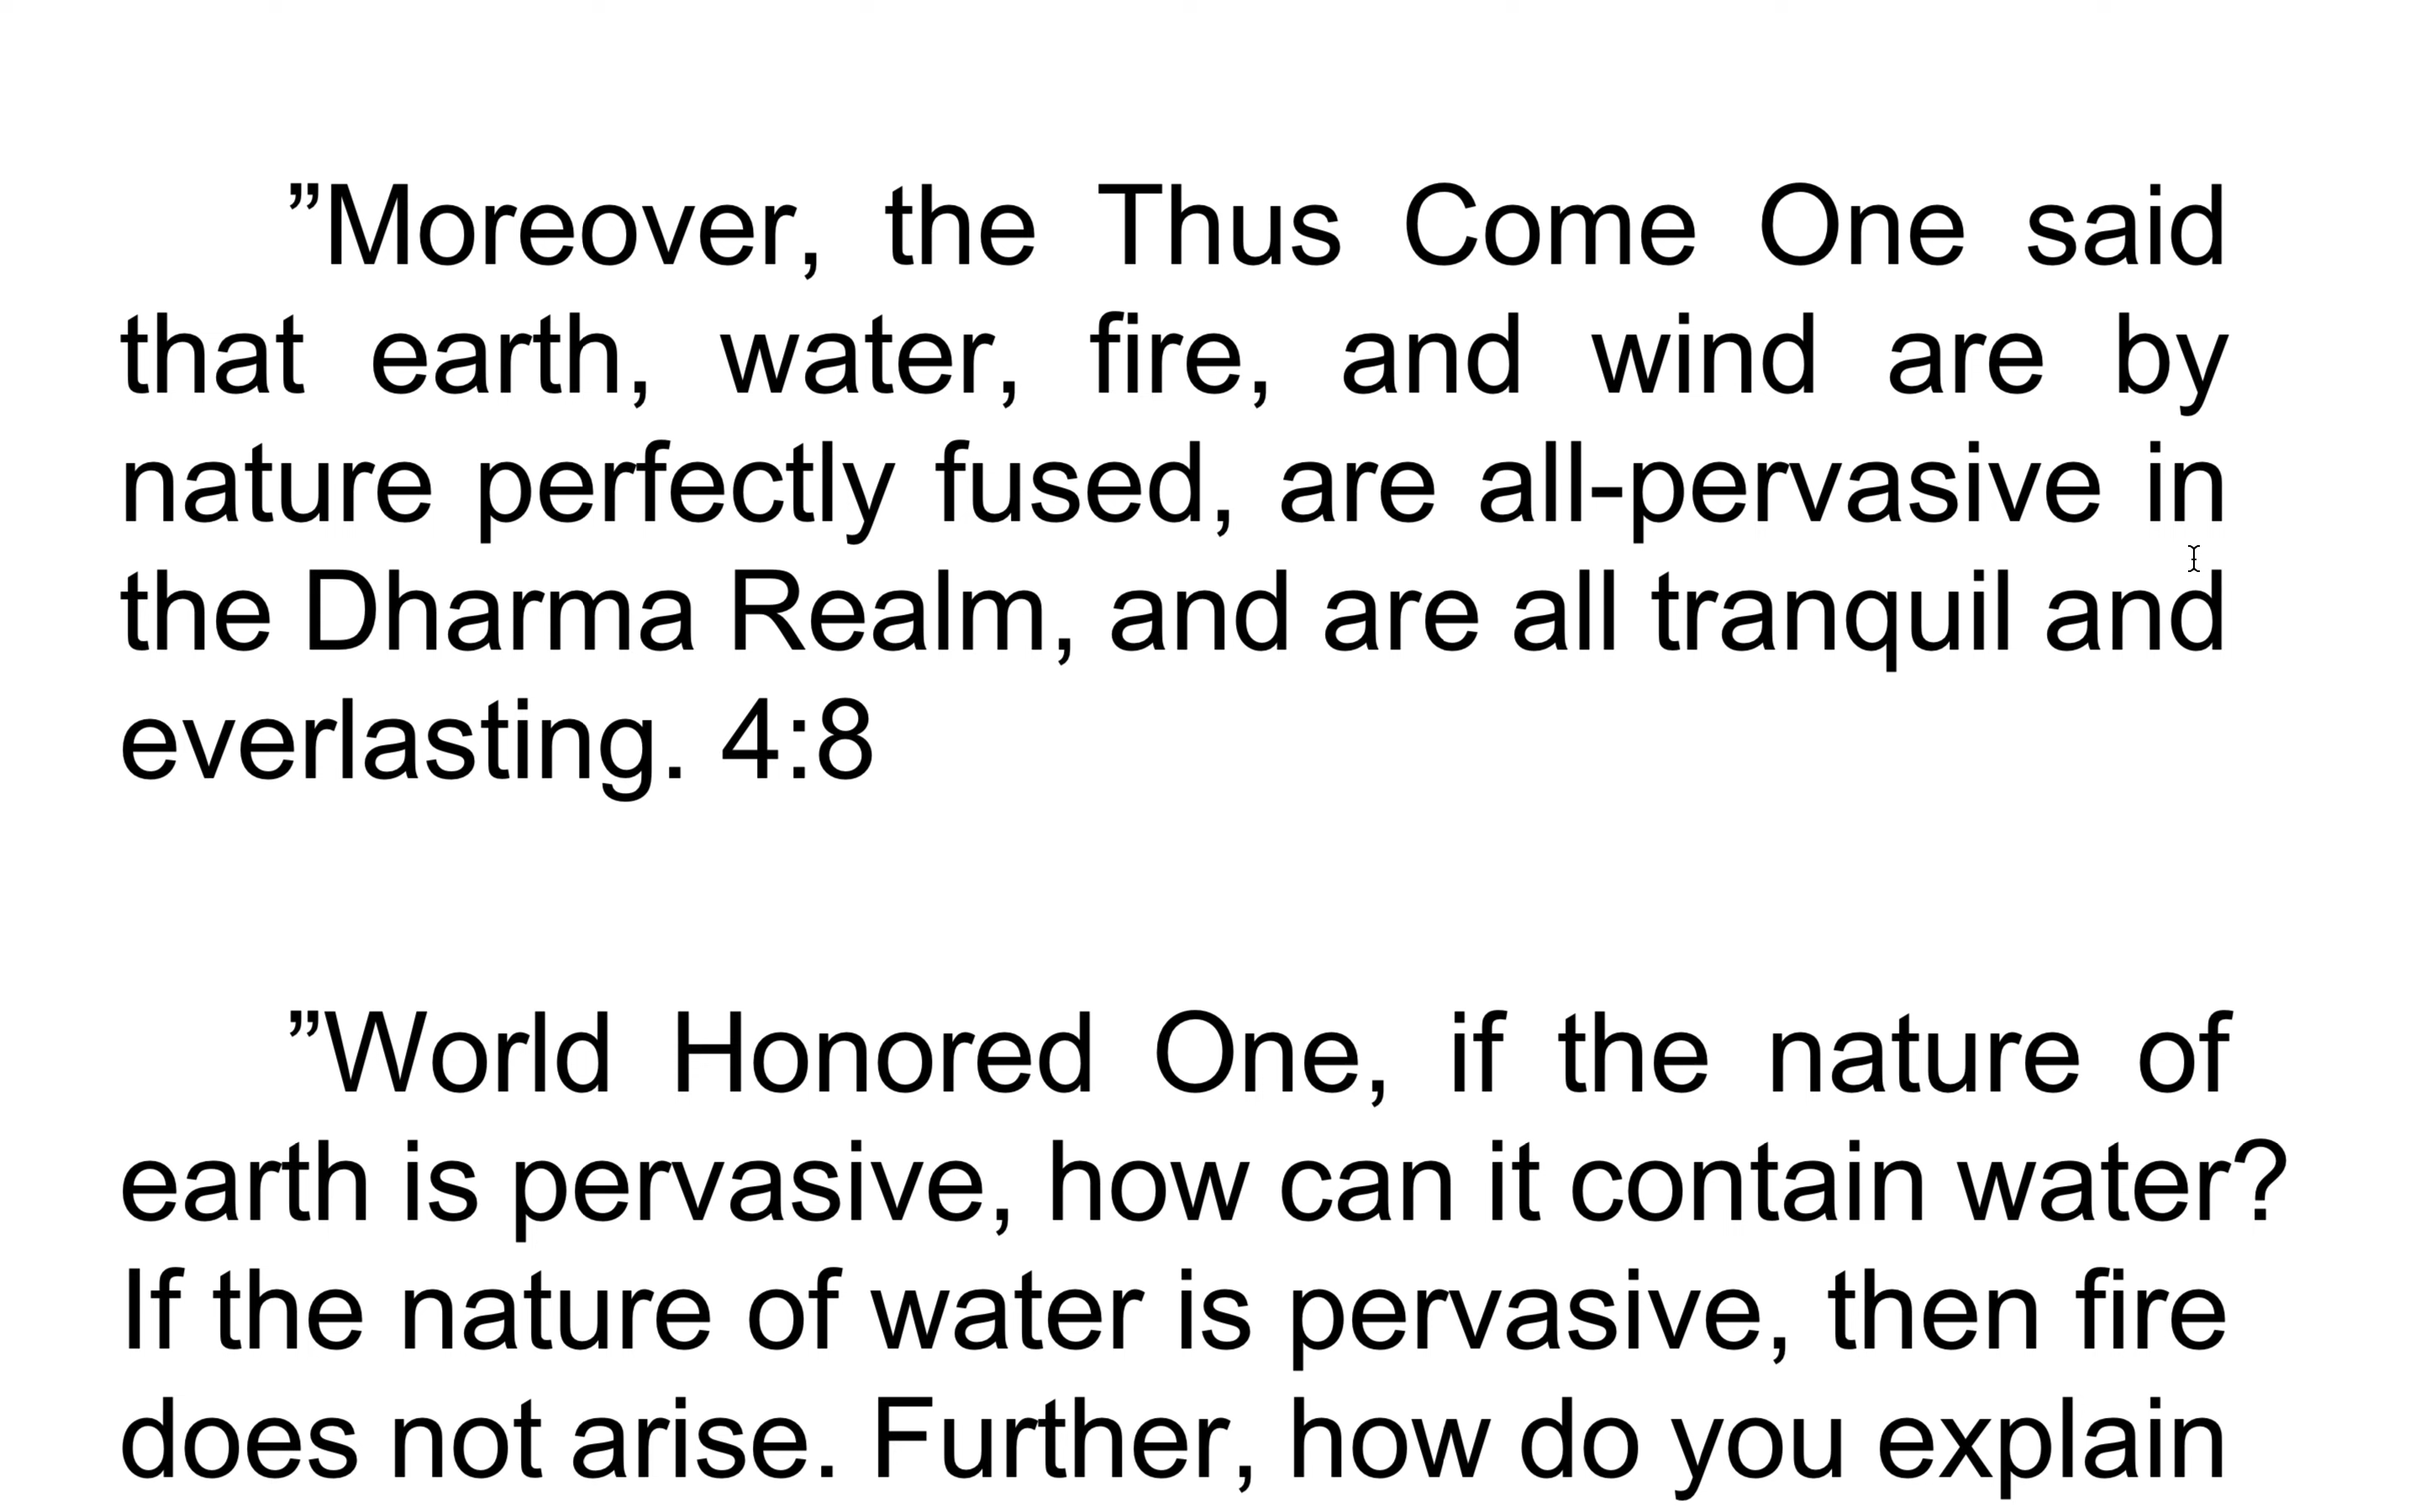 ”Moreover, the Thus Come One said
that earth, water, fire, and wind are by
nature perfectly fused, are all-pervasive in
the Dharma Realm, and are all tranquil and
everlasting. 4:8
”World Honored One, if the nature of
earth is pervasive, how can it contain water?
If the nature of water is pervasive, then fire
does not arise. Further, how do you explain